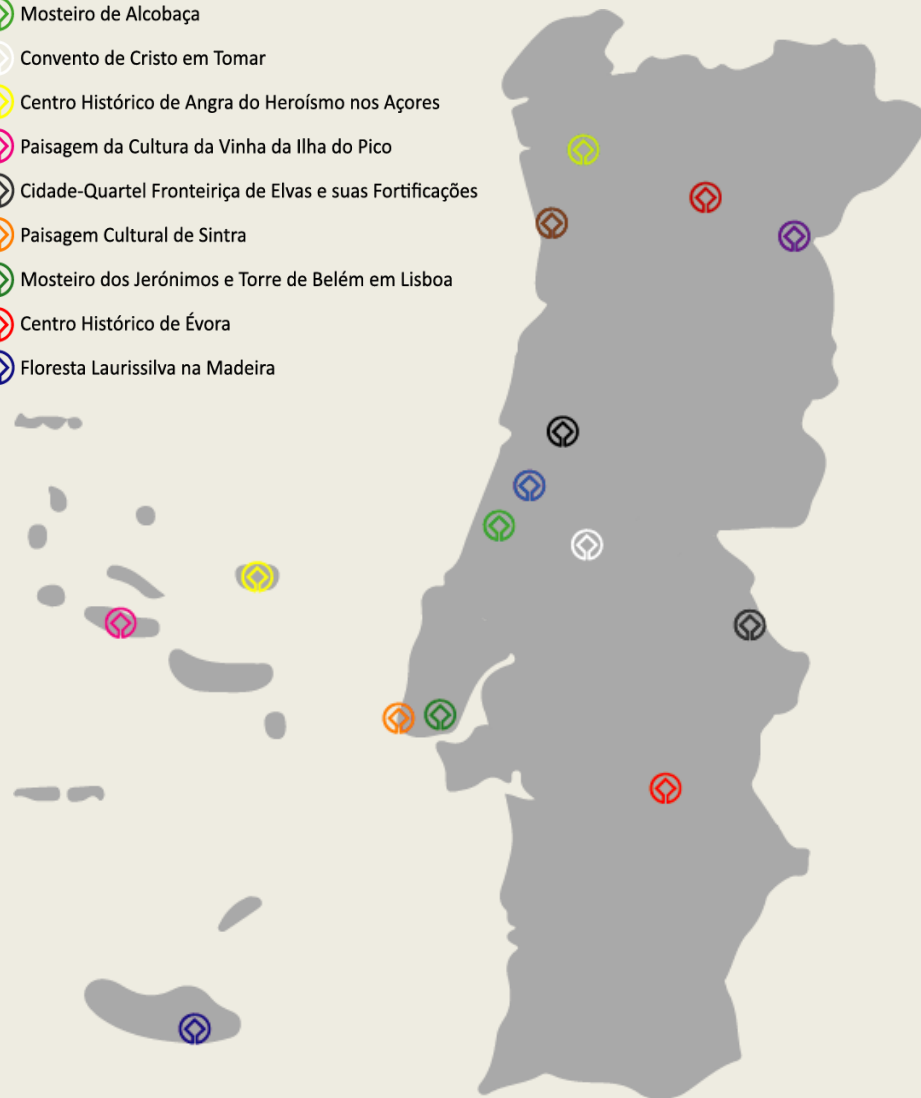 Mosteiro de Alcobaça
Convento de Cristo em Tomar
Centro Histórico de Angra do Heroísmo nos Açores
Paisagem da Cultura da Vinha da Ilha do Pico
Cidade-Quartel Fronteiriça de Elvas e suas Fortificações
Paisagem Cultural de Sintra
Mosteiro dos Jerónimos e Torre de Belém em Lisboa
Centro Histórico de Évora
Floresta Laurissilva na Madeira